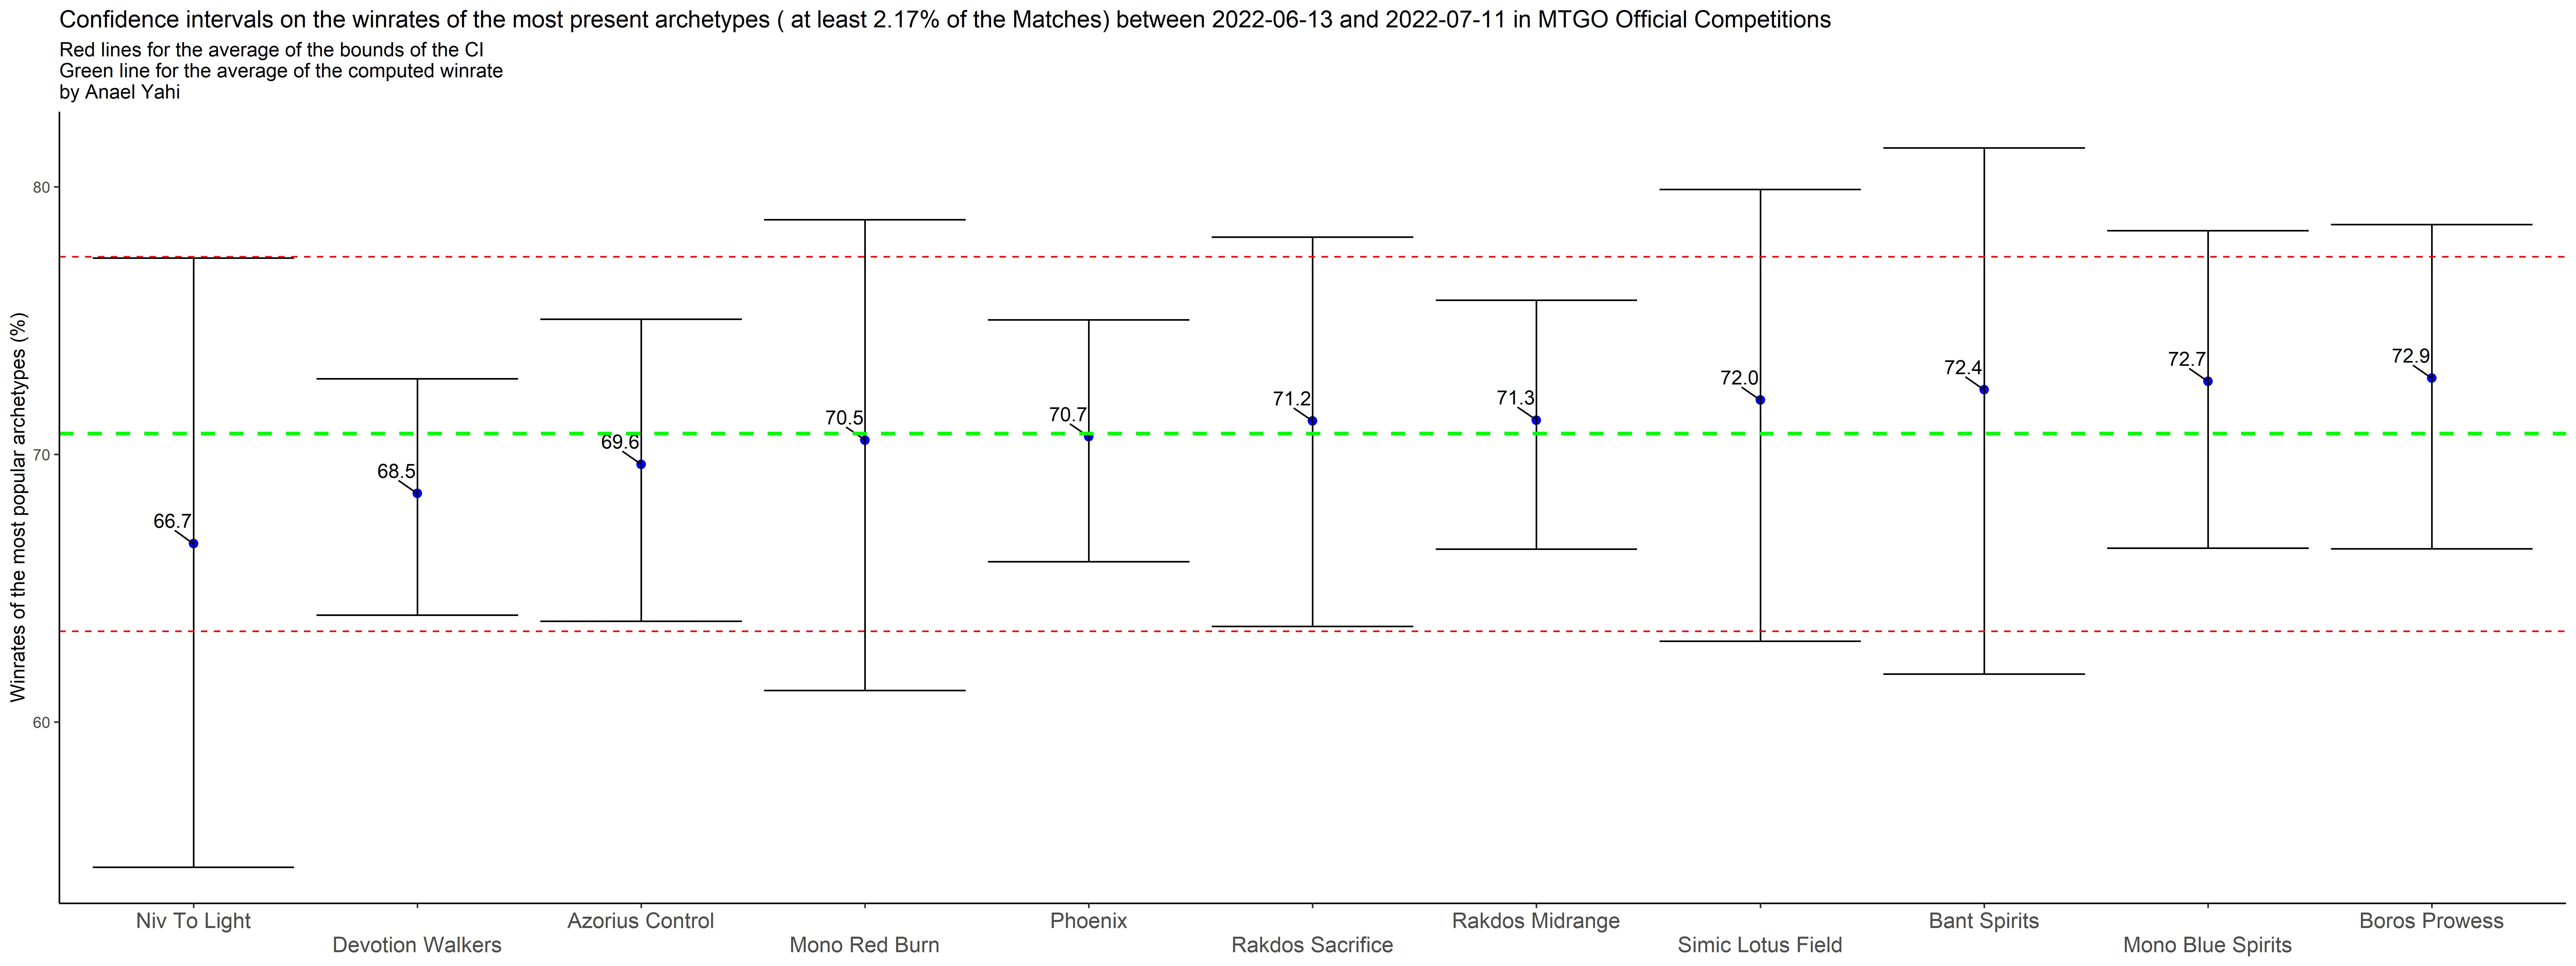 Confidence intervals on the winrates of the most present archetypes ( at least 2.17% of the Matches) between 2022-06-13 and 2022-07-11 in MTGO Official Competitions
Red lines for the average of the bounds of the CI
Green line for the average of the computed winrate
by Anael Yahi
Winrates of the most popular archetypes (%)
80
70
60
66.7
68.5
69.6
70.5
70.7
71.2
71.3
72.0
72.4
72.7
72.9
Niv To Light
Devotion Walkers
Azorius Control
Mono Red Burn
Phoenix
Rakdos Sacrifice
Rakdos Midrange
Simic Lotus Field
Bant Spirits
Mono Blue Spirits
Boros Prowess